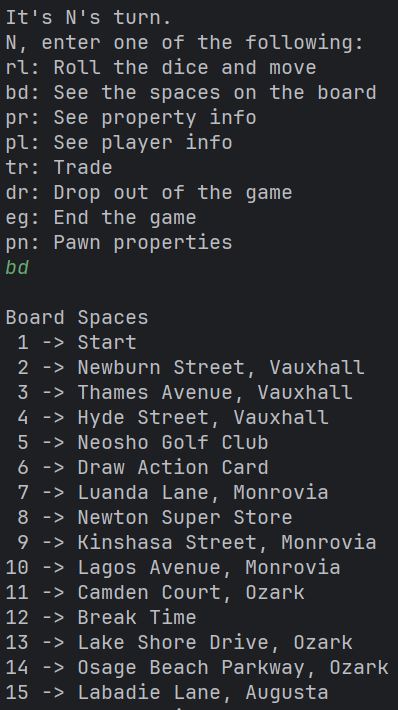 It's N's turn.
N, enter one of the following:
rl: Roll the dice and move
bd: See the spaces on the board
pr: See property info
pl: See player info
tr: Trade
dr: Drop out of the game
eg: End the game
pn: Pawn properties
bd
Board Spaces
1 -> Start
2 -> Newburn Street, Vauxhall
3 -> Thames Avenue, Vauxhall
4 -> Hyde Street, Vauxhall
5 -> Neosho Golf Club
6 -> Draw Action Card
7 -> Luanda Lane, Monrovia
8 -> Newton Super Store
9 -> Kinshasa Street, Monrovia
10 -> Lagos Avenue, Monrovia
11 -> Camden Court, Ozark
12 -> Break Time
13 -> Lake Shore Drive, Ozark
14 -> Osage Beach Parkway, Ozark
15 -> Labadie Lane, Augusta